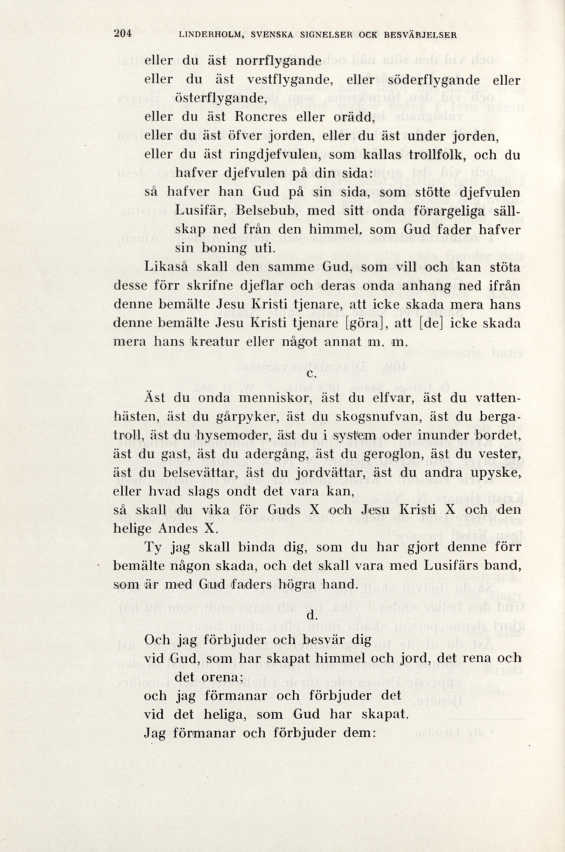 204 LINDERHOLM, SVENSKA SIGNELSER OCK BESVÄRJELSER
eller du äst norrflygande
eller du äst vestflygande, eller söderflygande eller
österflygande,
eller du äst Roncres eller orädd,
eller du äst öfver jorden, eller du äst under jorden,
eller du äst ringdjefvulen, som kallas trollfolk, och du
hafver djefvulen på din sida:
så hafver han Gud på sin sida, som stötte djefvulen
Lusifär, Belsebub, med sitt onda förargeliga säll-
skap ned från den himmel, som Gud fader hafver
sin boning uti.
Likaså skall den samme Gud, som vill och kan stöta
desse förr skrifne djeflar och deras onda anhang ned ifrån
denne bemälte Jesu Kristi tjenare, att icke skada mera hans
denne bemälte Jesu Kristi tjenare [göra], att [de] icke skada
mera hans kreatur eller något annat m. m.
c.
Äst du onda menniskor, äst du elfvar, äst du vatten-
hästen, äst du gårpyker, äst du skogsnufvan, äst du berga-
troll, äst du hysemoder, äst du i system oder inunder bordet,
äst du gast, äst du adergång, äst du geroglon, äst du vester,
äst du belsevättar, äst du jordvättar, äst du andra upyske,
eller hvad slags ondt det vara kan,
så skall du vika för Guds X och Jesu Kristi X och den
helige Andes X.
Ty jag skall binda dig, som du har gjort denne förr
bemälte någon skada, och det skall vara med Lusifärs band,
som är med Gud faders högra hand.
d.
Och jag förbjuder och besvär dig
vid Gud, som har skapat himmel och jord, det rena och
det orena;
och jag förmanar och förbjuder det
vid det heliga, som Gud har skapat.
Jag förmanar och förbjuder dem: